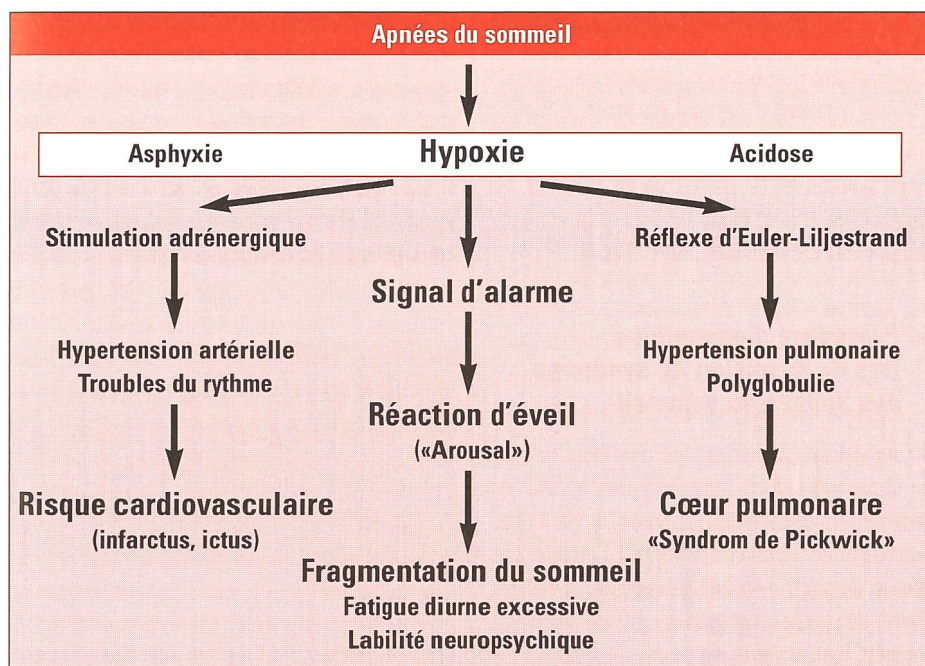 Apnées du sommeil
Asphyxie Hypoxie Acidose
Stimulation adrénergique
Réflexe d'Euler-Liljestrand
Signal d'alarme
Hypertension artérielle
Troubles du rythme
Hypertension pulmonaire
Polyglobulie
Réaction d'éveil
(«Arousal»)
Risque cardiovasculaire
(infarctus, ictus)
Cœur pulmonaire
«Syndrom de Pickwick»
Fragmentation du sommeil
Fatigue diurne excessive
Labilité neuropsychique